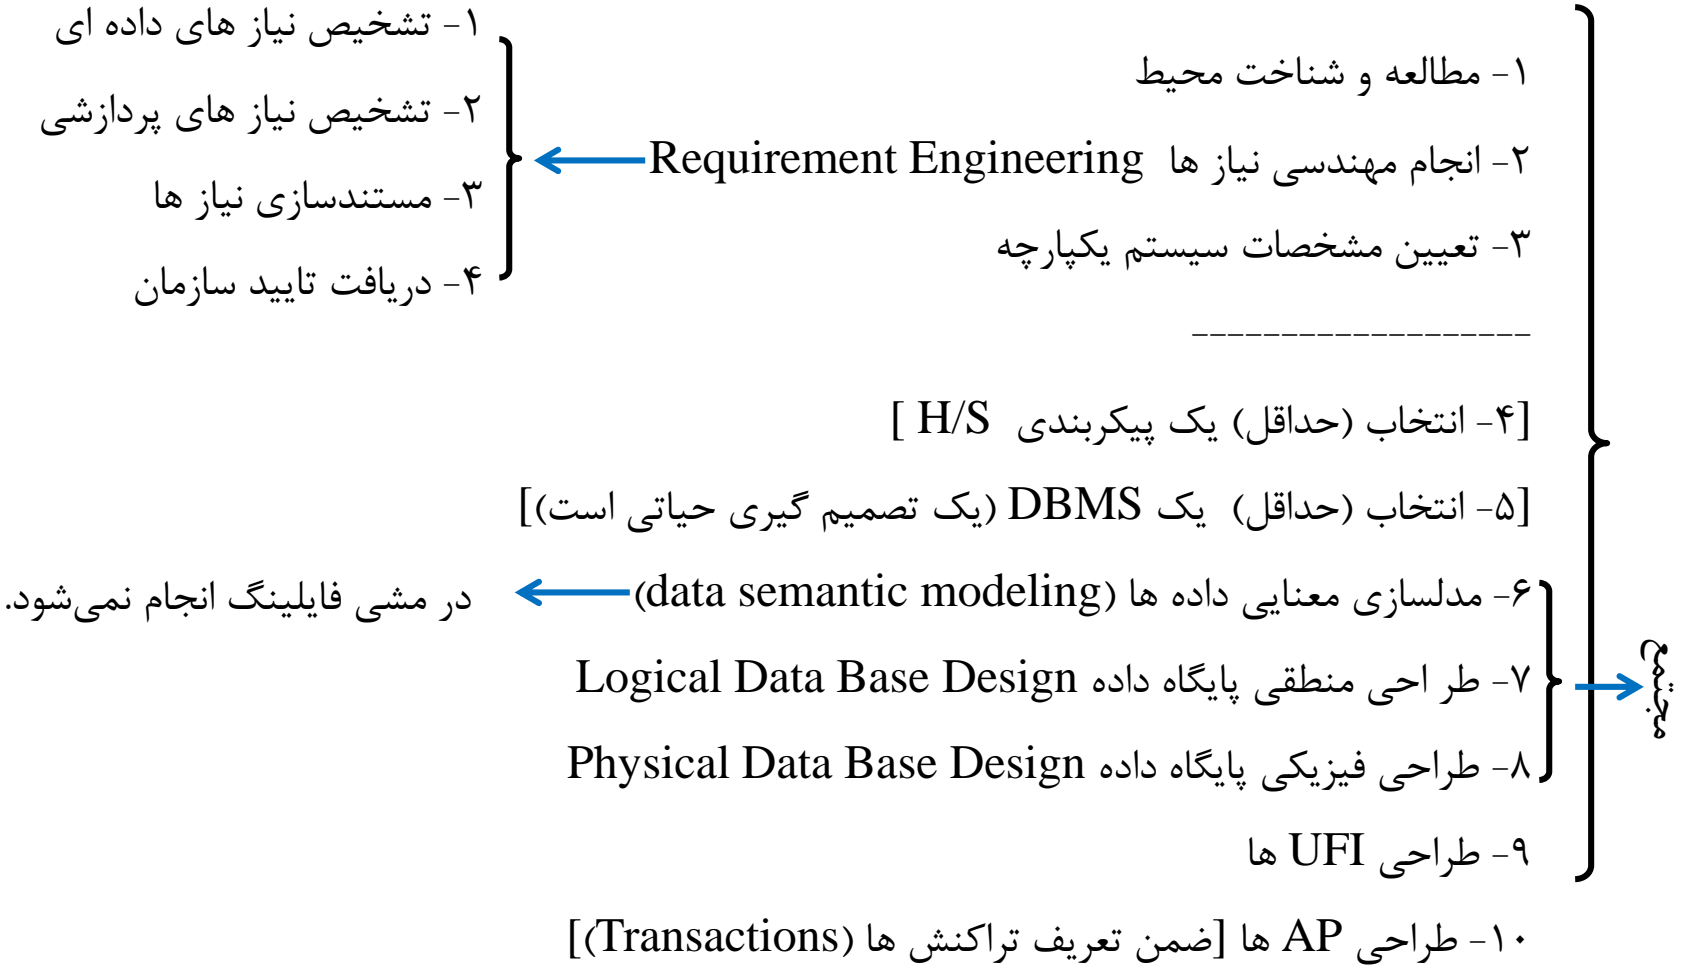 ۱- مطالعه و شناخت محیط
۲- انجام مهندسی نیاز ها Requirement Engineering
۱- تشخیص نیاز های داده ای
۲- تشخیص نیاز های پردازشی
۳- مستندسازی نیاز ها
۴- دریافت تایید سازمان
۳- تعیین مشخصات سیستم یکپارچه
-------------------
[۴- انتخاب (حداقل) یک پیکربندی H/S ]
[۵- انتخاب (حداقل) یک DBMS (یک تصمیم گیری حیاتی است)]
۶- مدلسازی معنایی داده ها (data semantic modeling)
در مشی فایلینگ انجام نمی‌شود.
۷- طر احی منطقی پایگاه داده Logical Data Base Design
۸- طراحی فیزیکی پایگاه داده Physical Data Base Design
مجتمع
۹- طراحی UFI ها
۱۰- طراحی AP ها [ضمن تعریف تراکنش ها (Transactions)]